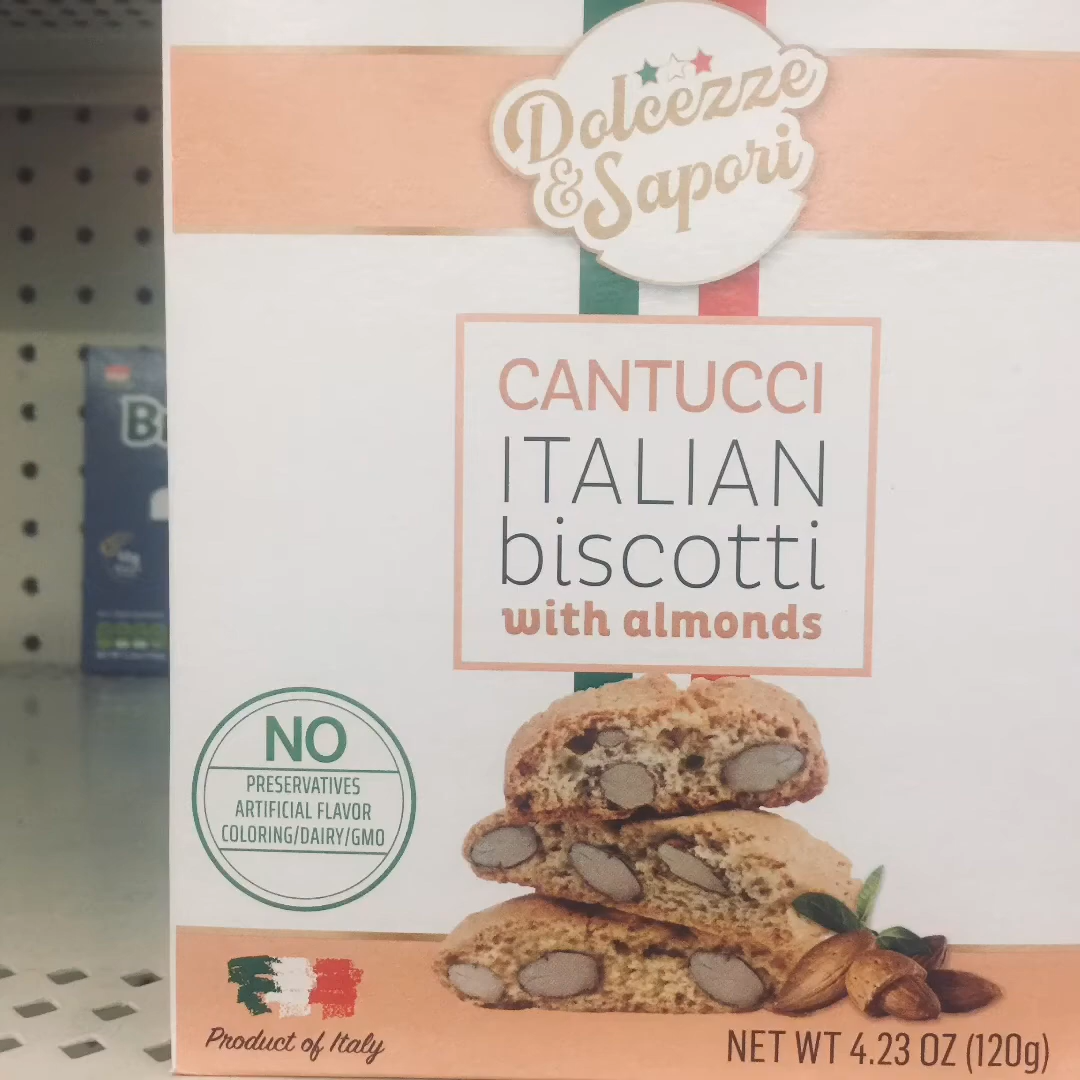 Dolcezze
& Sapori
CANTUCCI
ITALIAN
biscotti
with almonds
NO
PRESERVATIVES
ARTIFICIAL FLAVOR
COLORING/DAIRY/GMO
Product of Italy
NET WT 4.23 OZ (120g)